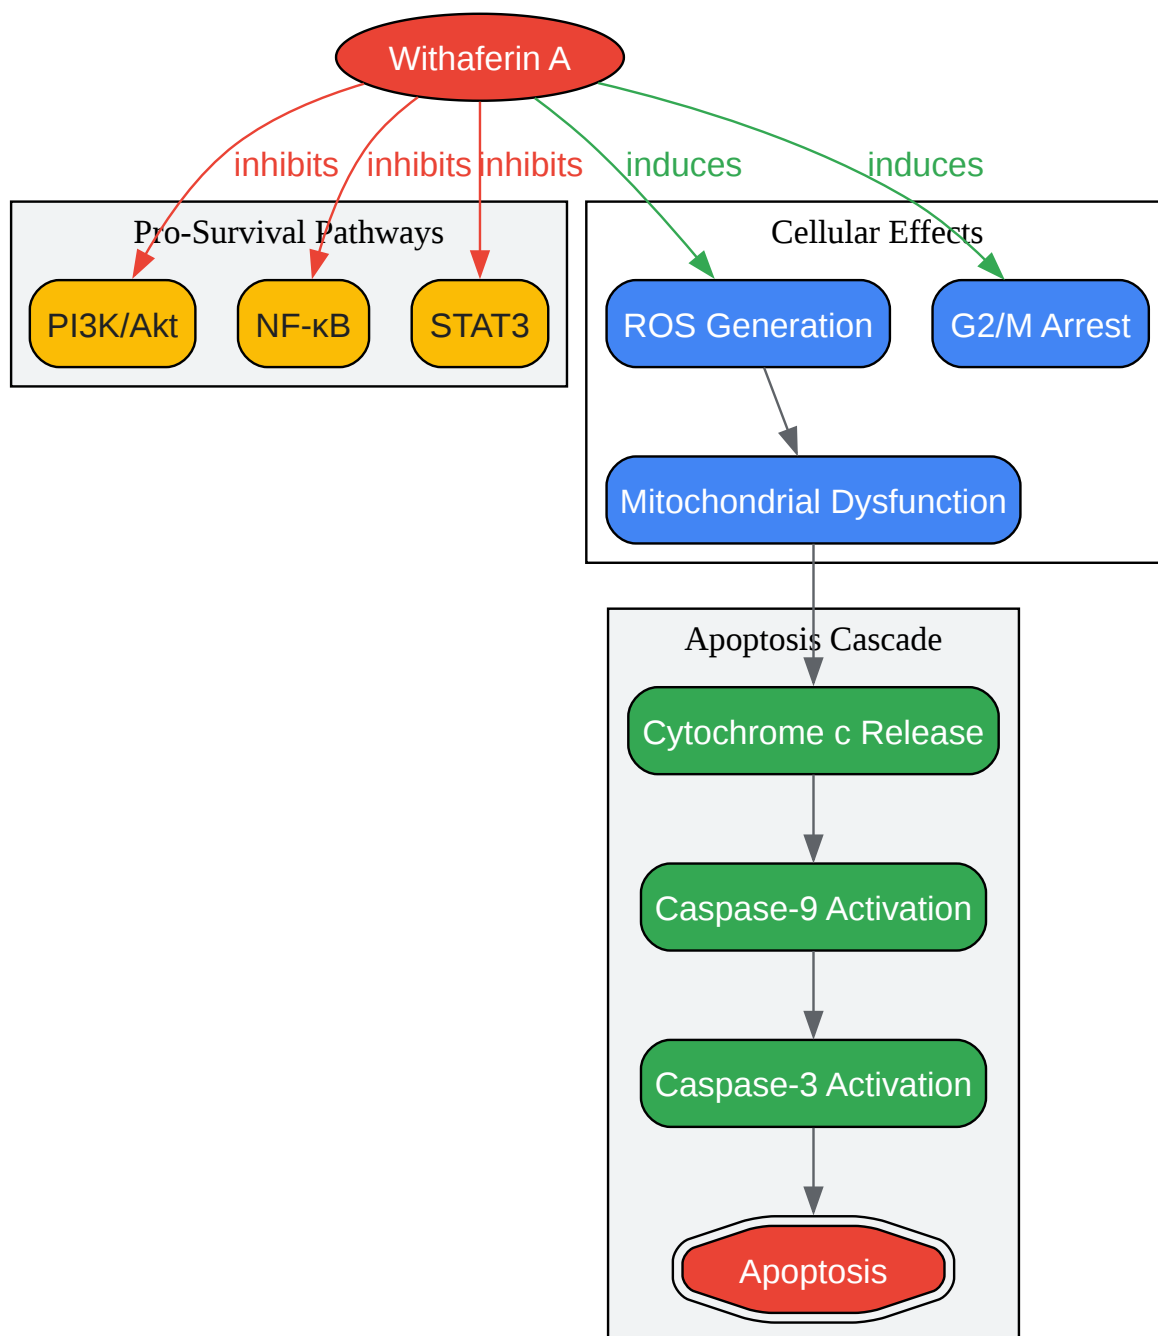 Withaferin A
inhibits
inhibits
inhibits
induces
induces
Pro-Survival Pathways
Cellular Effects
PI3K/Akt
NF-κB
STAT3
ROS Generation
G2/M Arrest
Mitochondrial Dysfunction
Apoptosis Cascade
Cytochrome c Release
Caspase-9 Activation
Caspase-3 Activation
Apoptosis